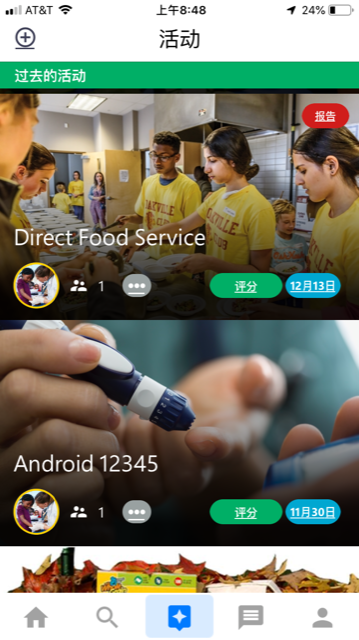 AT&T 上午8:48 24%
活动
过去的活动
报告
Direct Food Service
1 评分 12月13日
Android 12345
1 评分 11月30日